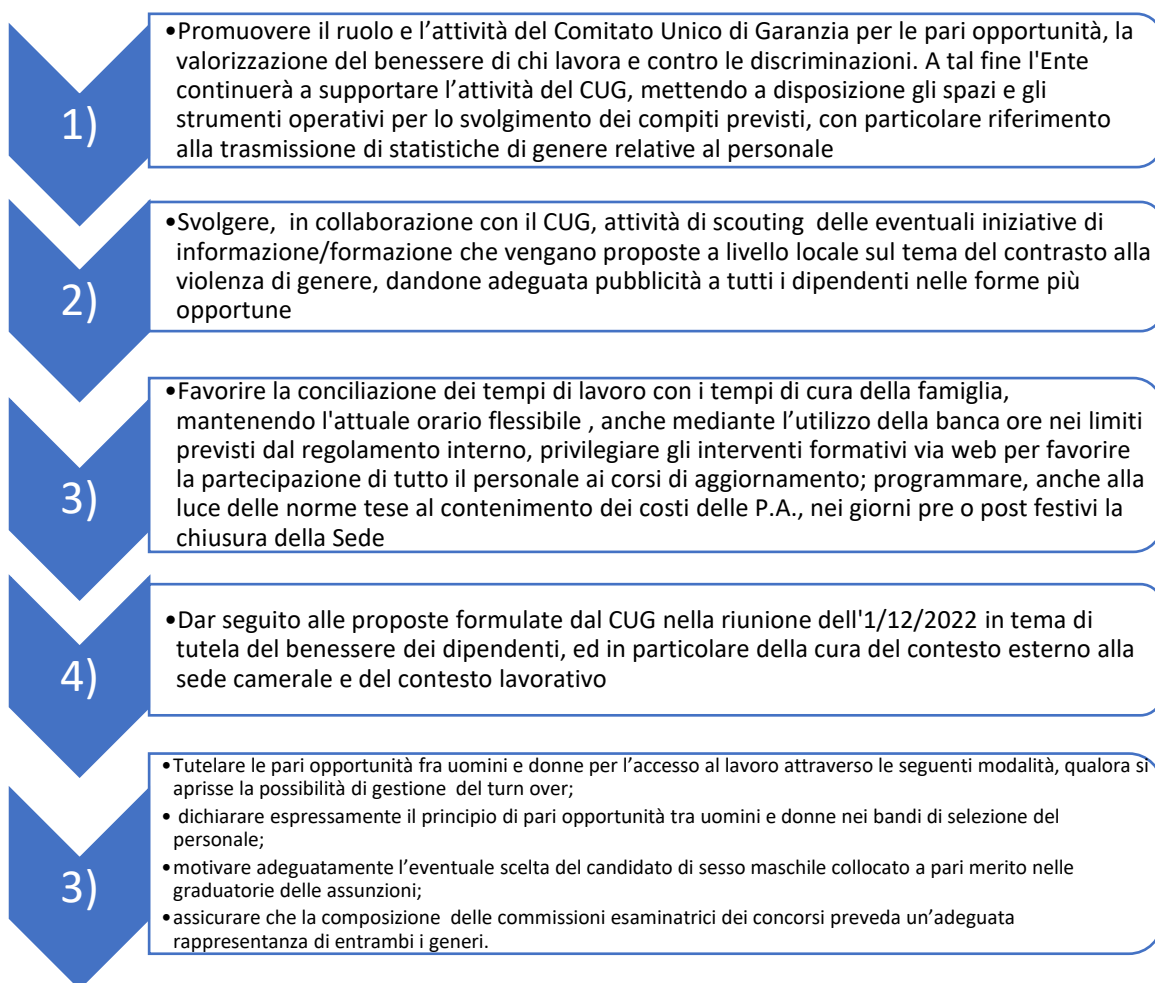 1)
•Promuovere il ruolo e l’attività del Comitato Unico di Garanzia per le pari opportunità, la
valorizzazione del benessere di chi lavora e contro le discriminazioni. A tal fine l'Ente
continuerà a supportare l’attività del CUG, mettendo a disposizione gli spazi e gli
strumenti operativi per lo svolgimento dei compiti previsti, con particolare riferimento
alla trasmissione di statistiche di genere relative al personale
2)
•Svolgere, in collaborazione con il CUG, attività di scouting delle eventuali iniziative di
informazione/formazione che vengano proposte a livello locale sul tema del contrasto alla
violenza di genere, dandone adeguata pubblicità a tutti i dipendenti nelle forme più
opportune
3)
•Favorire la conciliazione dei tempi di lavoro con i tempi di cura della famiglia,
mantenendo l'attuale orario flessibile , anche mediante l’utilizzo della banca ore nei limiti
previsti dal regolamento interno, privilegiare gli interventi formativi via web per favorire
la partecipazione di tutto il personale ai corsi di aggiornamento; programmare, anche alla
luce delle norme tese al contenimento dei costi delle P.A., nei giorni pre o post festivi la
chiusura della Sede
4)
•Dar seguito alle proposte formulate dal CUG nella riunione dell'1/12/2022 in tema di
tutela del benessere dei dipendenti, ed in particolare della cura del contesto esterno alla
sede camerale e del contesto lavorativo
3)
•Tutelare le pari opportunità fra uomini e donne per l’accesso al lavoro attraverso le seguenti modalità, qualora si
aprisse la possibilità di gestione del turn over;
• dichiarare espressamente il principio di pari opportunità tra uomini e donne nei bandi di selezione del
personale;
•motivare adeguatamente l’eventuale scelta del candidato di sesso maschile collocato a pari merito nelle
graduatorie delle assunzioni;
•assicurare che la composizione delle commissioni esaminatrici dei concorsi preveda un’adeguata
rappresentanza di entrambi i generi.